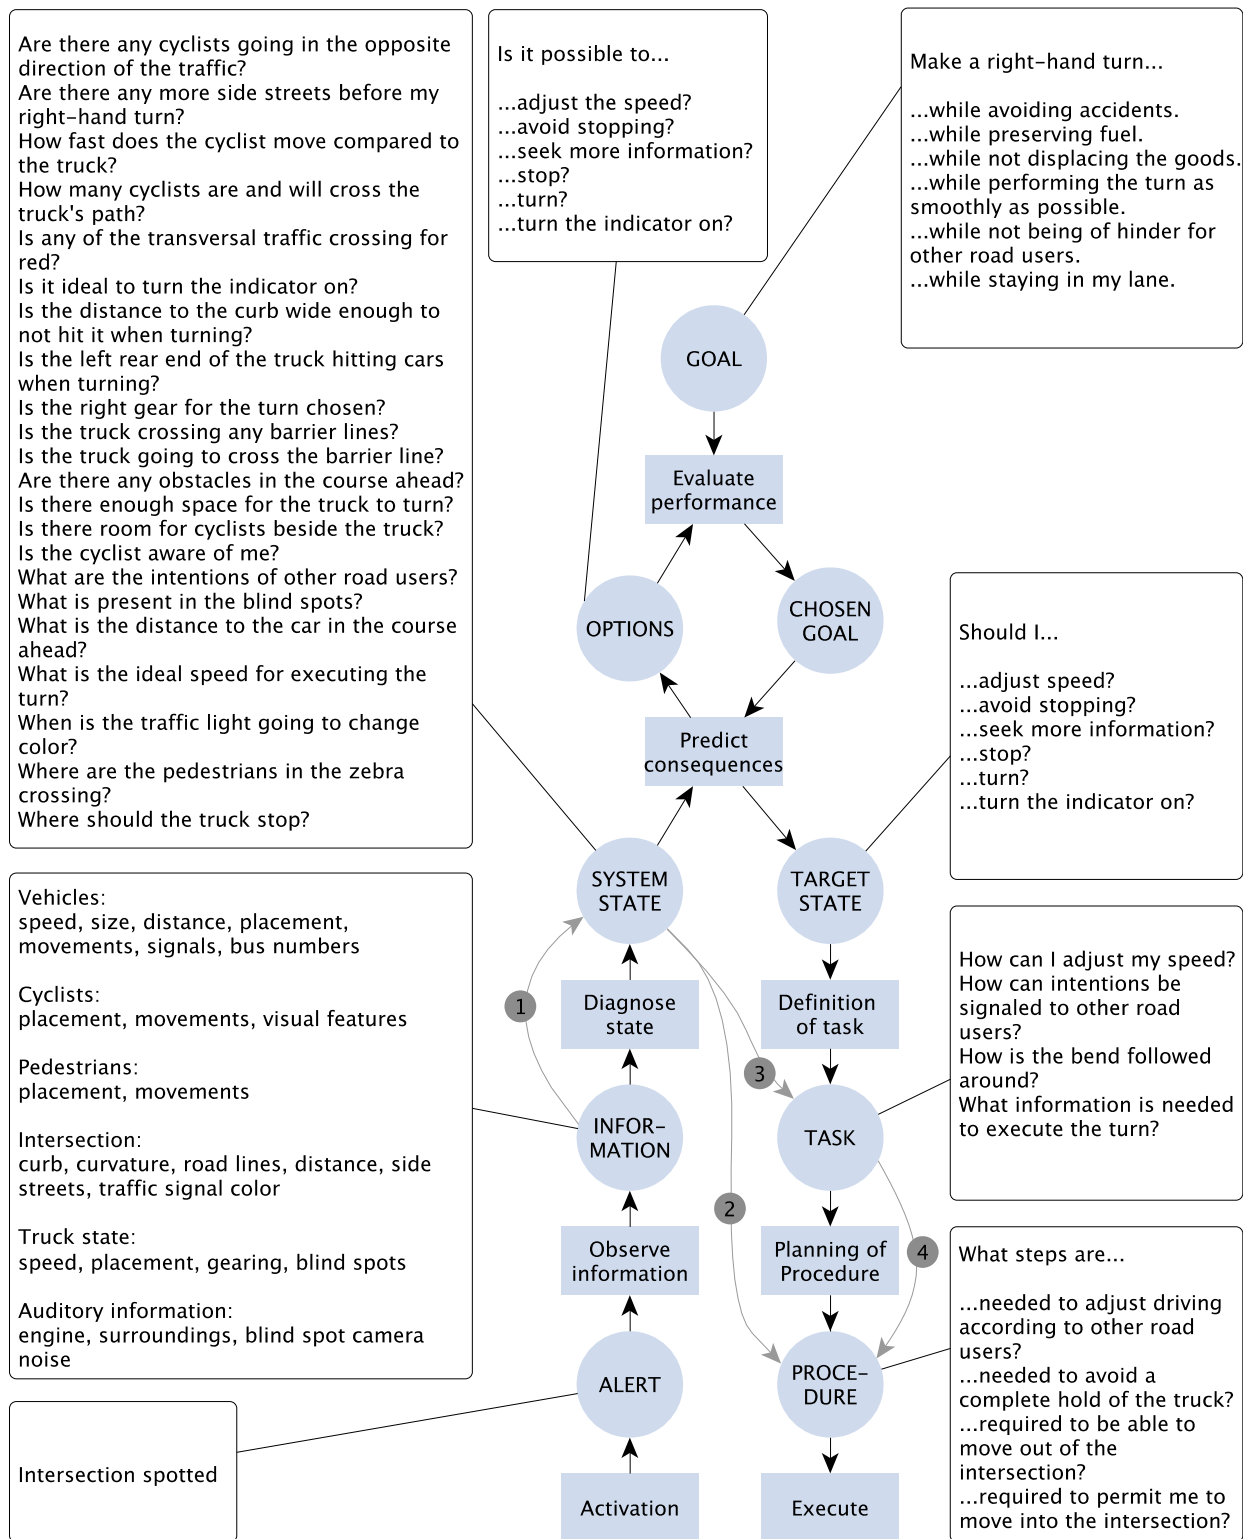 Are there any cyclists going in the opposite
direction of the traffic?
Are there any more side streets before my
right-hand turn?
How fast does the cyclist move compared to
the truck?
How many cyclists are and will cross the
truck's path?
Is any of the transversal traffic crossing for
red?
Is it ideal to turn the indicator on?
Is the distance to the curb wide enough to
not hit it when turning?
Is the left rear end of the truck hitting cars
when turning?
Is the right gear for the turn chosen?
Is the truck crossing any barrier lines?
Is the truck going to cross the barrier line?
Are there any obstacles in the course ahead?
Is there enough space for the truck to turn?
Is there room for cyclists beside the truck?
Is the cyclist aware of me?
What are the intentions of other road users?
What is present in the blind spots?
What is the distance to the car in the course
ahead?
What is the ideal speed for executing the
turn?
When is the traffic light going to change
color?
Where are the pedestrians in the zebra
crossing?
Where should the truck stop?
Is it possible to...
...adjust the speed?
...avoid stopping?
...seek more information?
...stop?
...turn?
...turn the indicator on?
Make a right-hand turn...
...while avoiding accidents.
...while preserving fuel.
...while not displacing the goods.
...while performing the turn as
smoothly as possible.
...while not being of hinder for
other road users.
...while staying in my lane.
GOAL
Evaluate
performance
OPTIONS
CHOSEN
GOAL
Predict
consequences
Should I...
...adjust speed?
...avoid stopping?
...seek more information?
...stop?
...turn?
...turn the indicator on?
SYSTEM
STATE
TARGET
STATE
Vehicles:
speed, size, distance, placement,
movements, signals, bus numbers
Cyclists:
placement, movements, visual features
Pedestrians:
placement, movements
Intersection:
curb, curvature, road lines, distance, side
streets, traffic signal color
Truck state:
speed, placement, gearing, blind spots
Auditory information:
engine, surroundings, blind spot camera
noise
1
Diagnose
state
Definition
of task
3
How can I adjust my speed?
How can intentions be
signaled to other road
users?
How is the bend followed
around?
What information is needed
to execute the turn?
INFOR-
MATION
TASK
2
4
Observe
information
Planning of
Procedure
What steps are...
...needed to adjust driving
according to other road
users?
...needed to avoid a
complete hold of the truck?
...required to be able to
move out of the
intersection?
...required to permit me to
move into the intersection?
ALERT
PROCE-
DURE
Intersection spotted
Activation
Execute